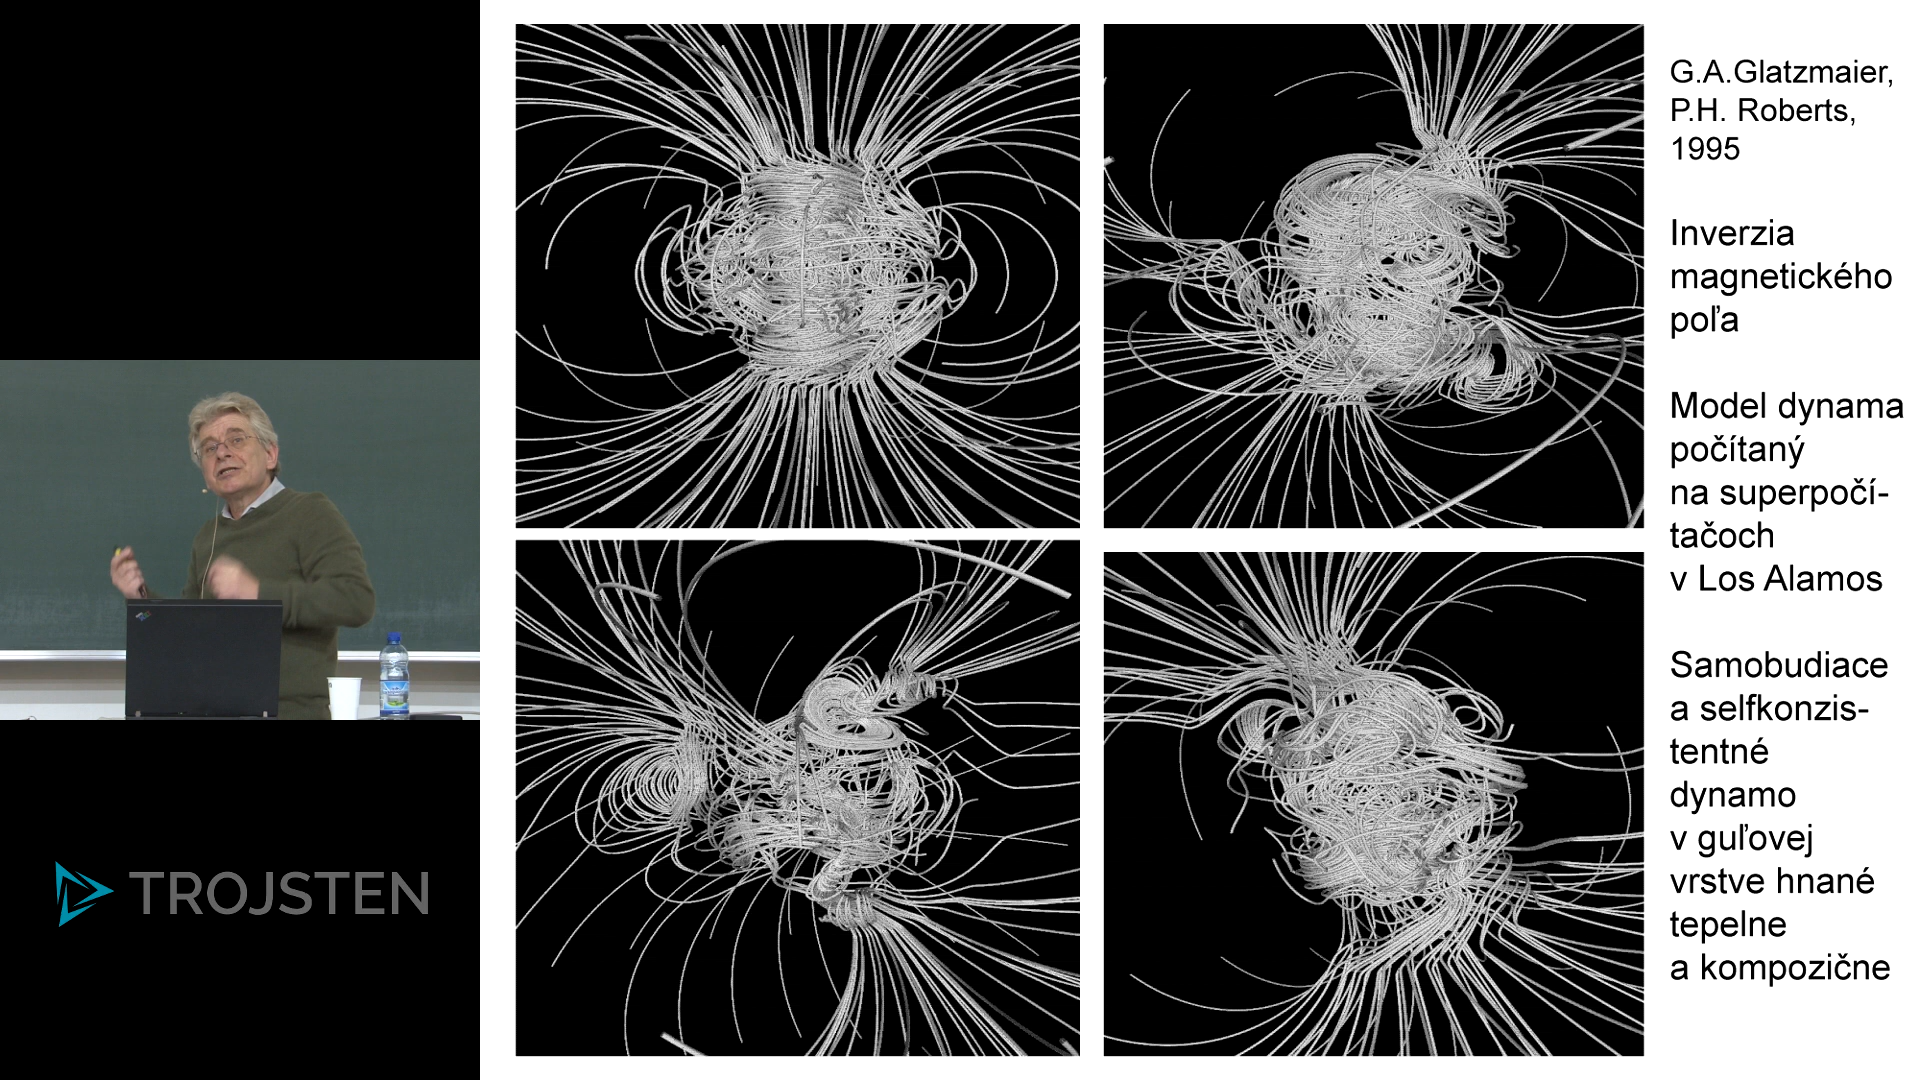 G.A.Glatzmaier,
P.H. Roberts,
1995
Inverzia
magnetického
poľa
Model dynama
počítaný
na superpočí-
tačoch
v Los Alamos
Samobudiace
a selfkonzis-
tentné
dynamo
v guľovej
vrstve hnané
tepelne
a kompozične
TROJSTEN